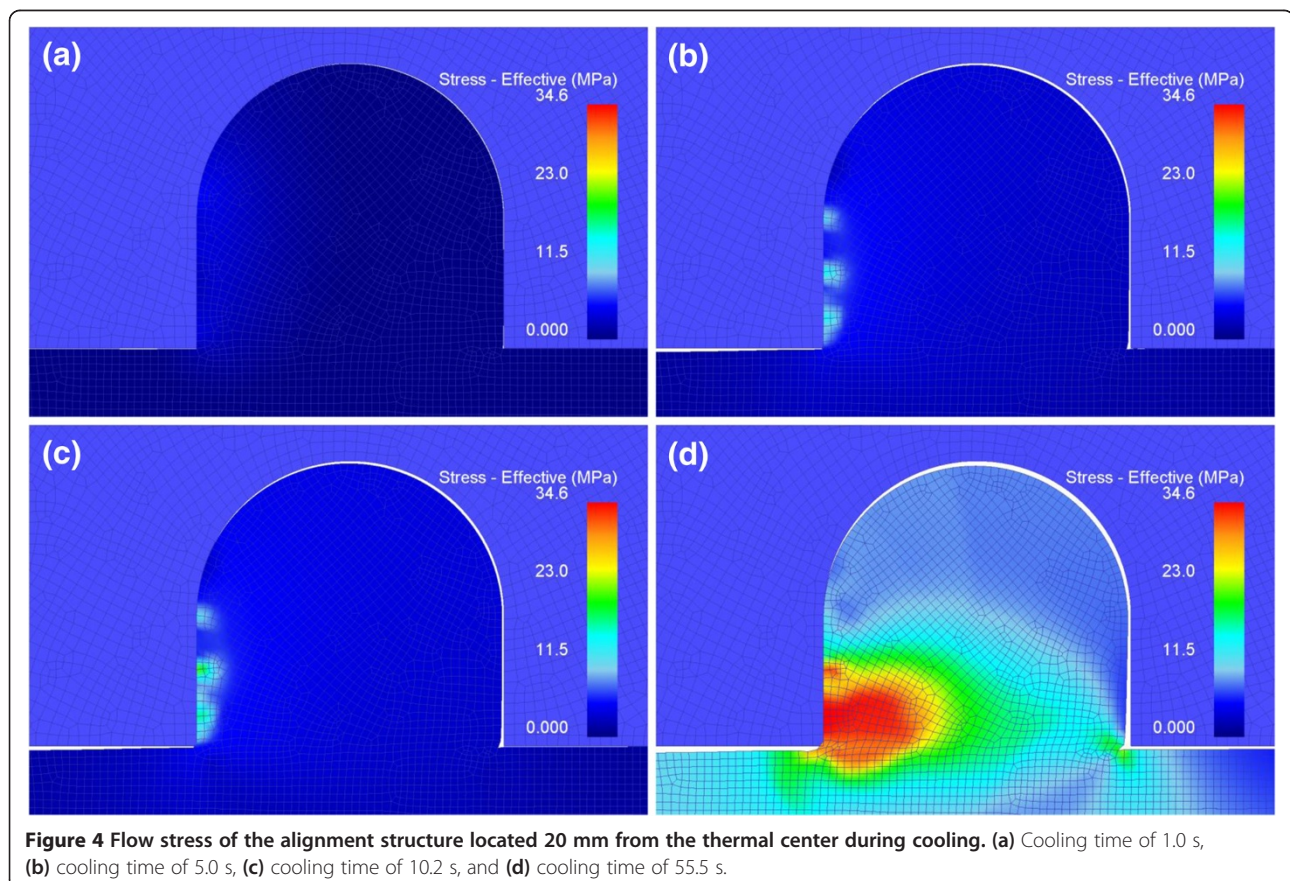 (a)
Stress - Effective (MPa)
34.6
23.0
11.5
0.000
(b)
Stress - Effective (MPa)
34.6
23.0
11.5
0.000
(c)
Stress - Effective (MPa)
34.6
23.0
11.5
0.000
(d)
Stress - Effective (MPa)
34.6
23.0
11.5
0.000
Figure 4 Flow stress of the alignment structure located 20 mm from the thermal center during cooling. (a) Cooling time of 1.0 s,
(b) cooling time of 5.0 s, (c) cooling time of 10.2 s, and (d) cooling time of 55.5 s.